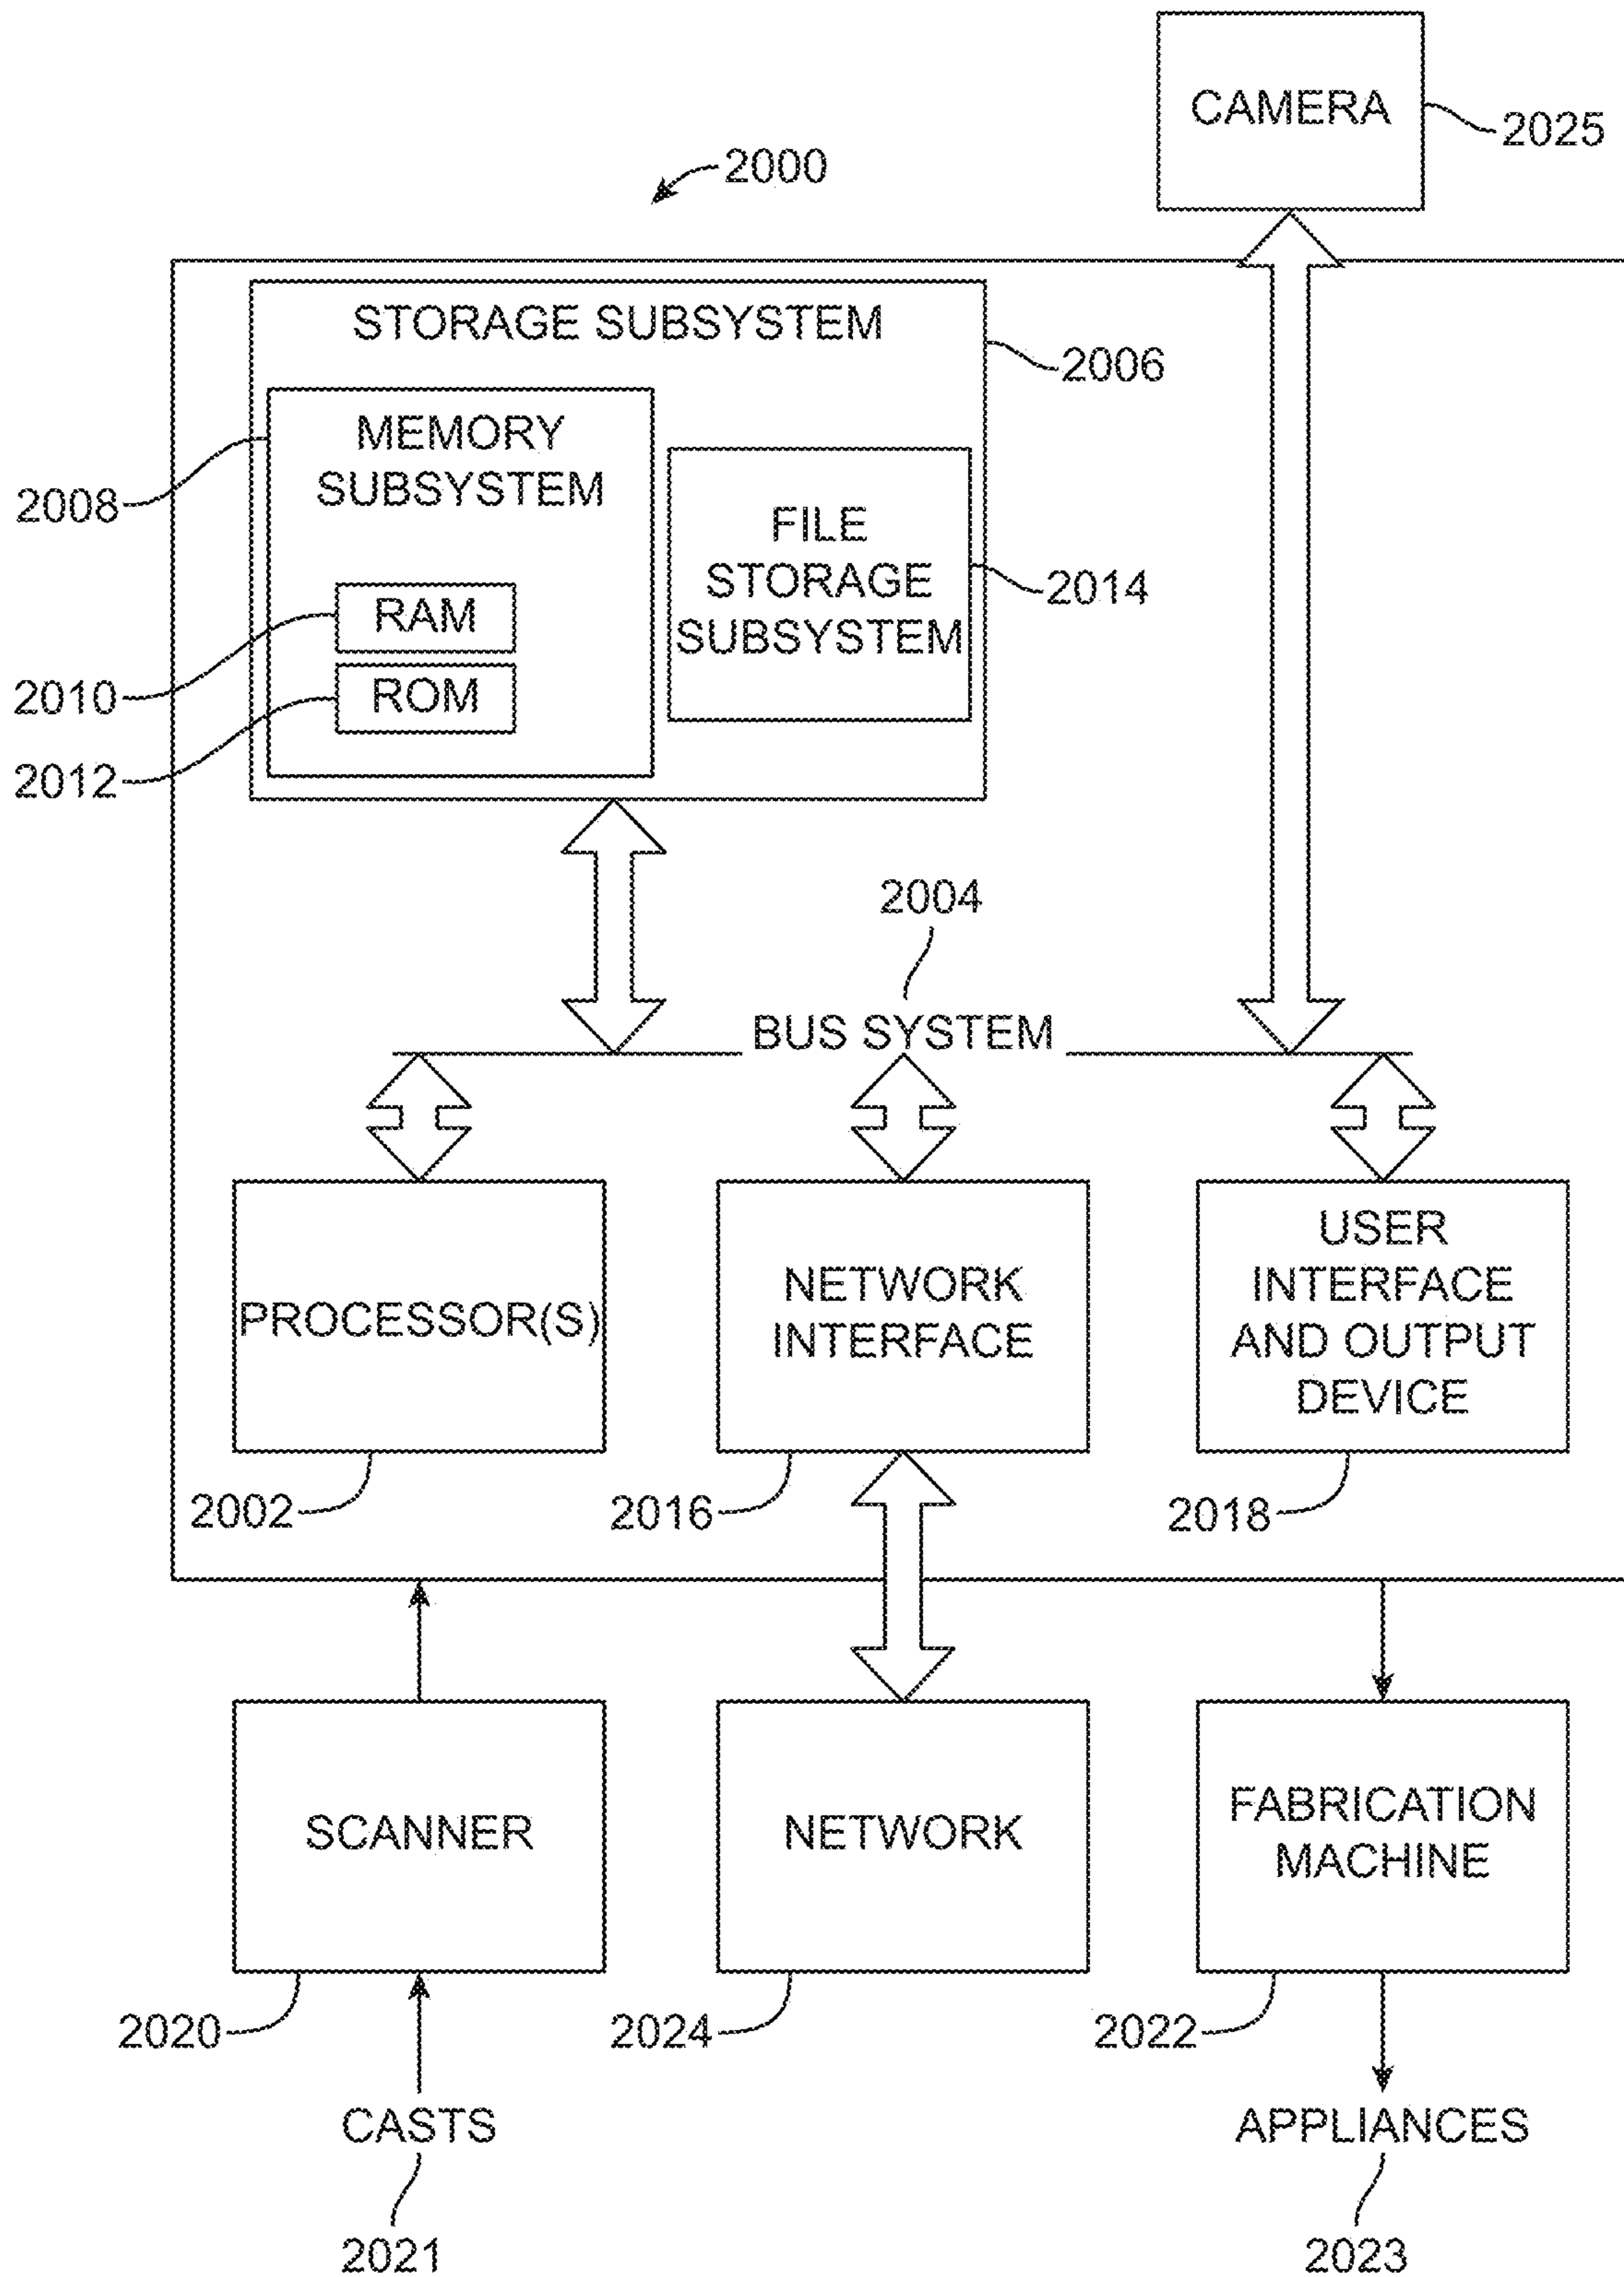 CAMERA
2025
2000
STORAGE SUBSYSTEM
2006
MEMORY
SUBSYSTEM
2008
FILE
STORAGE
SUBSYSTEM
2014
RAM
2010
ROM
2012
2004
BUS SYSTEM
PROCESSOR(S)
NETWORK
INTERFACE
USER
INTERFACE
AND OUTPUT
DEVICE
2002
2016
2018
SCANNER
NETWORK
FABRICATION
MACHINE
2020
2024
2022
CASTS
APPLIANCES
2021
2023